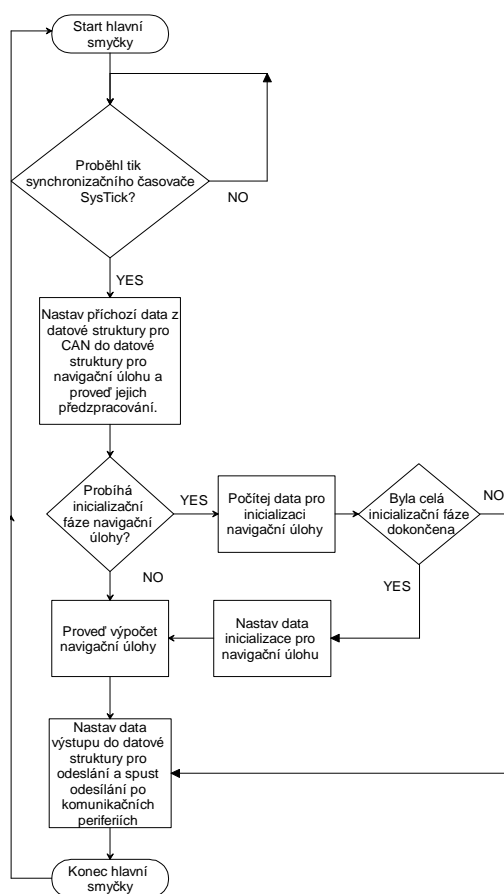 Start hlavní
smyčky
Proběhl tik
synchronizačního časovače
SysTick?
NO
YES
Nastav příchozí data z
datové struktury pro
CAN do datové
struktury pro
navigační úlohu a
proveď jejich
předzpracování.
Probíhá
inicializační
fáze navigační
úlohy?
YES
Počítej data pro
inicializaci
navigační úlohy
Byla celá
inicializační fáze
dokončena
NO
YES
NO
Nastav data
inicializace pro
navigační úlohu
Proveď výpočet
navigační úlohy
Nastav data
výstupu do datové
struktury pro
odeslání a spust
odesílání po
komunikačních
periferiích
Konec hlavní
smyčky